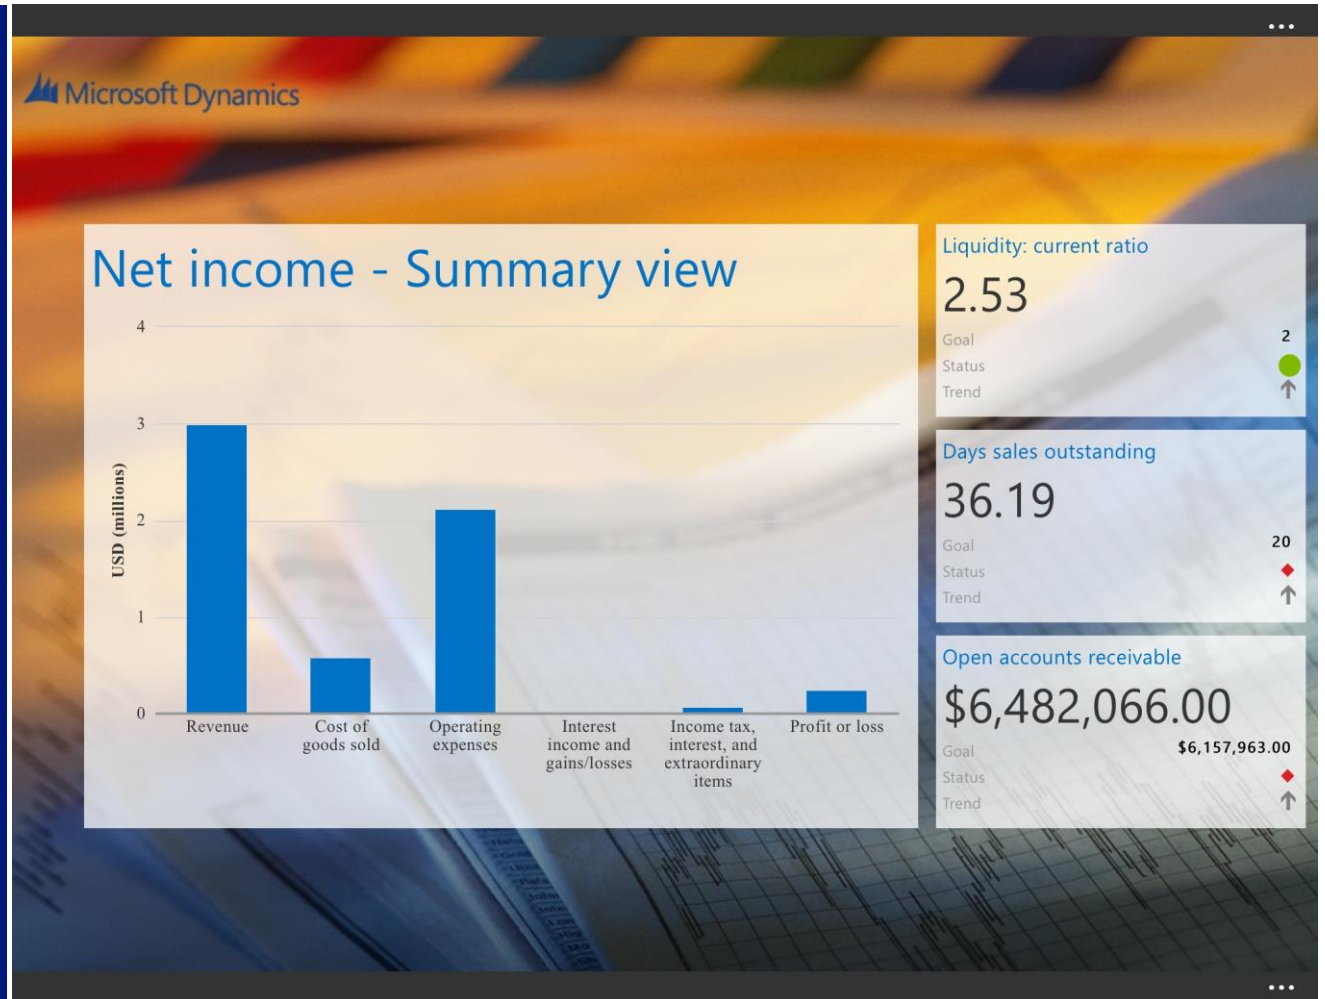 ...
Microsoft Dynamics
Net income - Summary view
4
3
2
1
0
USD (millions)
Revenue
Cost of
goods sold
Operating
expenses
Interest
income and
gains/losses
Income tax,
interest, and
extraordinary
items
Profit or loss
Liquidity: current ratio
2.53
Goal 2
Status
Trend
Days sales outstanding
36.19
Goal 20
Status
Trend
Open accounts receivable
$6,482,066.00
Goal $6,157,963.00
Status
Trend
...